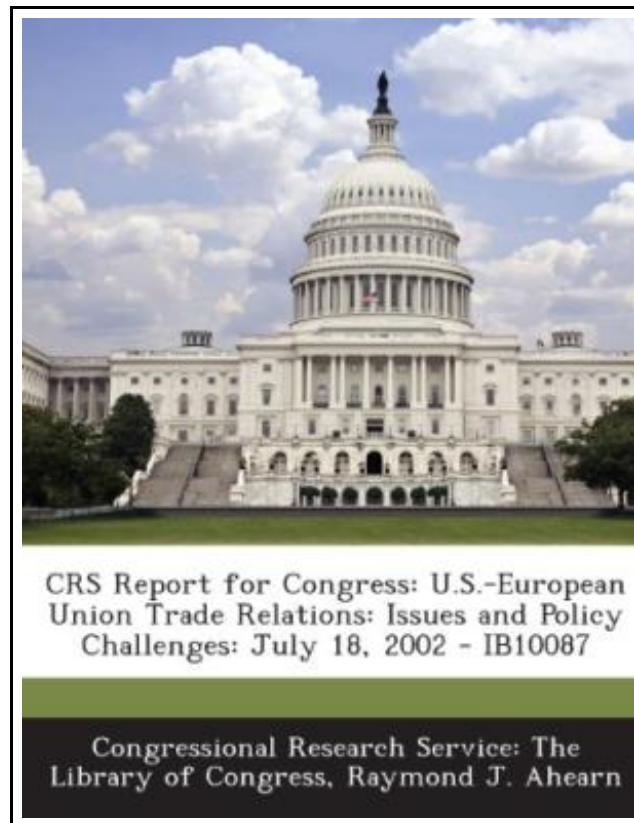 CRS Report for Congress: U.S.-European
Union Trade Relations: Issues and Policy
Challenges: July 18, 2002 - IB10087
Congressional Research Service: The
Library of Congress, Raymond J. Ahearn